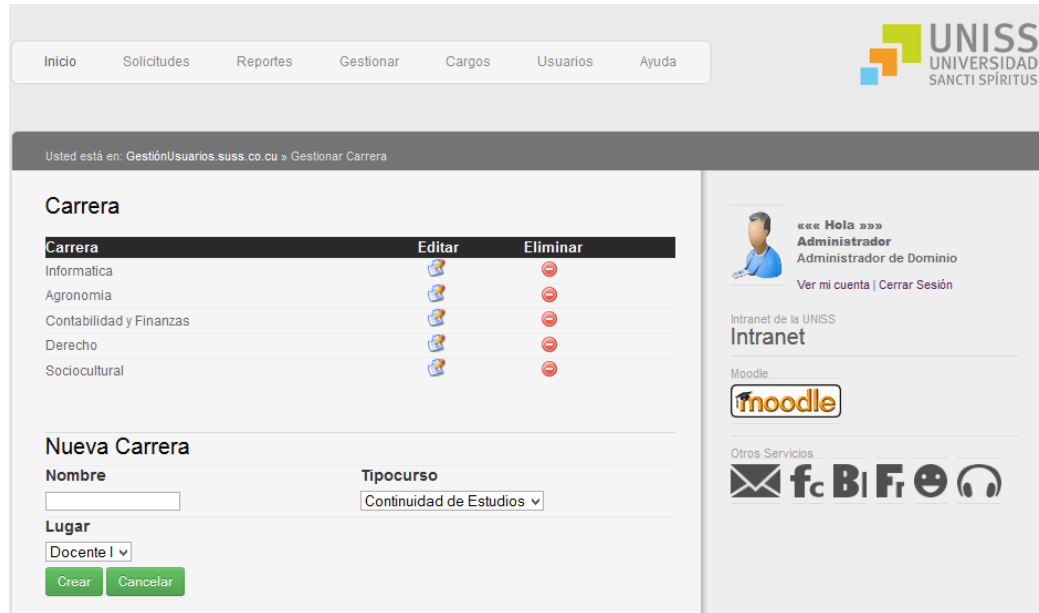 Inicio Solicitudes Reportes Gestionar Cargos Usuarios Ayuda
UNISS
UNIVERSIDAD
SANCTI SPÍRITUS
Usted está en: GestiónUsuarios.suss.co.cu » Gestionar Carrera
Carrera
Carrera Editar Eliminar
Informatica
Agronomia
Contabilidad y Finanzas
Derecho
Sociocultural
Nueva Carrera
Nombre Tipocurso
Continuidad de Estudios
Lugar
Docente I
Crear Cancelar
««« Hola »»»
Administrador
Administrador de Dominio
Ver mi cuenta | Cerrar Sesión
Intranet de la UNISS
Intranet
Moodle
moodle
Otros Servicios
fc Bl Fr